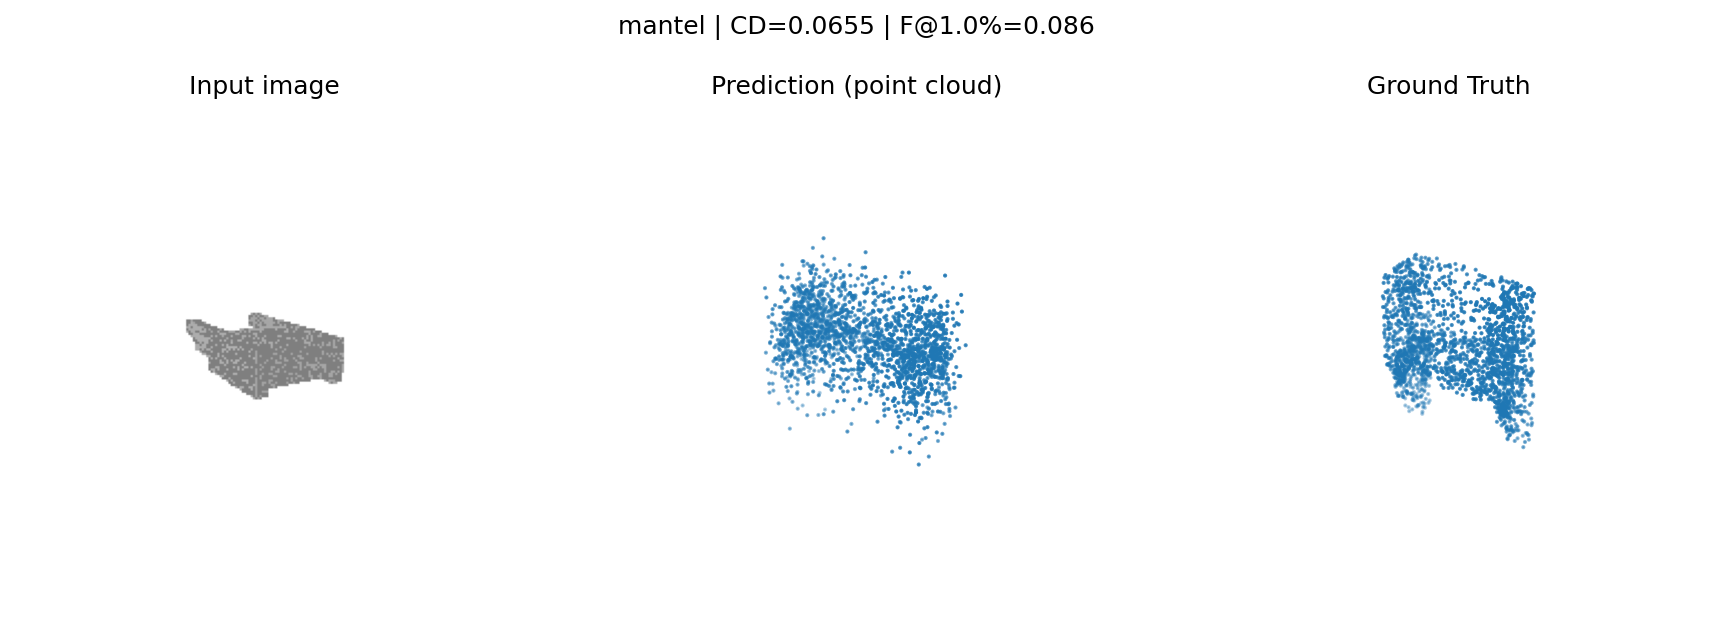 mantel | CD=0.0655 | F@1.0%=0.086
Input image
Prediction (point cloud)
Ground Truth